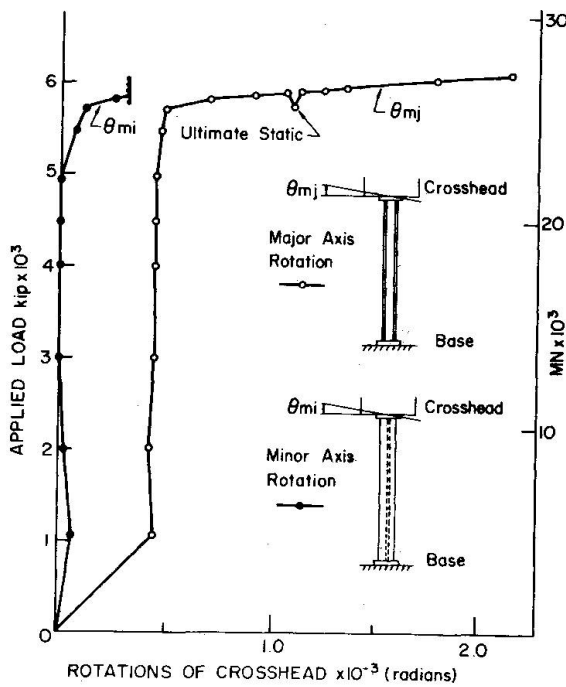 30
6
θmi
Ultimate Static
θmj
5
θmj
Crosshead
20
Major Axis
Rotation
4
APPLIED LOAD kip x 10³
MN x 10³
3
Base
θmi
Crosshead
10
2
Minor Axis
Rotation
1
Base
0
1.0
2.0
ROTATIONS OF CROSSHEAD x10⁻³ (radians)